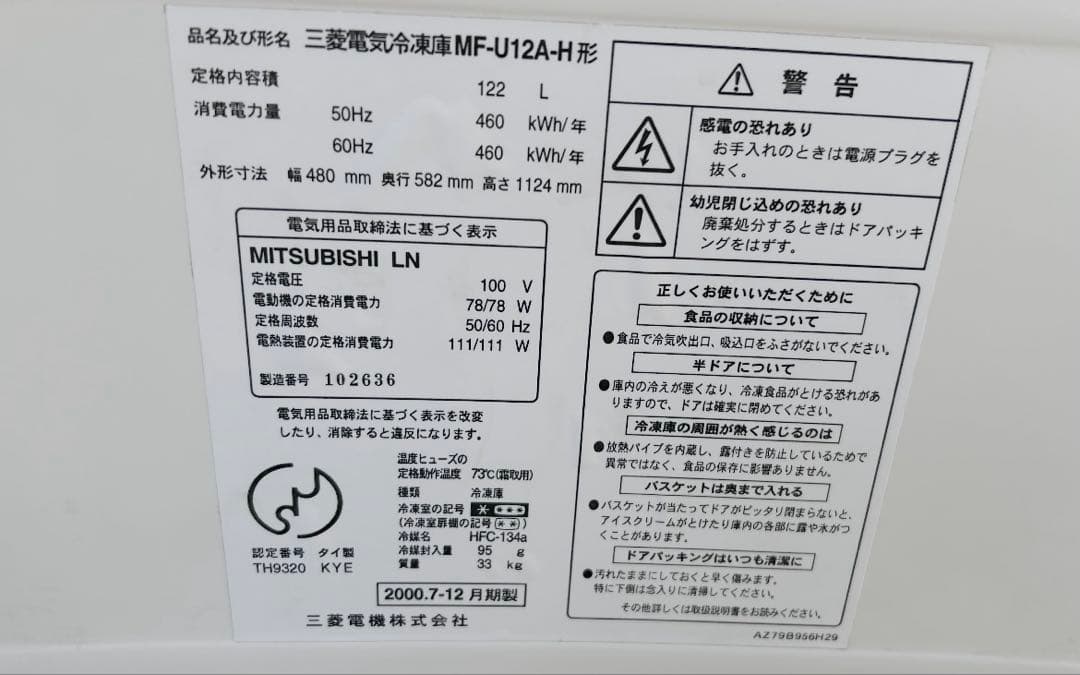 品名及び形名 三菱電気冷凍庫MF-U12A-H形
定格内容積 122 L
消費電力量 50Hz 460 kWh/年
60Hz 460 kWh/年
外形寸法 幅480 mm 奥行582 mm 高さ1124 mm
電気用品取締法に基づく表示
MITSUBISHI LN
定格電圧 100 V
電動機の定格消費電力 78/78 W
定格周波数 50/60 Hz
電熱装置の定格消費電力 111/111 W
製造番号 102636
電気用品取締法に基づく表示を改変
したり、消除すると違反になります。
認定番号 タイ製
TH9320 KYE
温度ヒューズの
定格動作温度 73℃(霜取用)
種類 冷凍庫
冷凍室の記号 * ***
(冷凍室扉棚の記号 **)
冷媒名 HFC-134a
冷媒封入量 95 g
質量 33 kg
2000.7-12月期製
三菱電機株式会社
警告
感電の恐れあり
お手入れのときは電源プラグを
抜く。
幼児閉じ込めの恐れあり
廃棄処分するときはドアパッキ
ングをはずす。
正しくお使いいただくために
食品の収納について
●食品で冷気吹出口、吸込口をふさがないでください。
半ドアについて
●庫内の冷えが悪くなり、冷凍食品がとける恐れがあ
りますので、ドアは確実に閉めてください。
冷凍庫の周囲が熱く感じるのは
●放熱パイプを内蔵し、露付きを防止しているためで
異常ではなく、食品の保存に影響ありません。
バスケットは奥まで入れる
●バスケットが当たってドアがピッタリ閉まらないと、
アイスクリームがとけたり庫内の各部に露や氷がつ
くことがあります。
ドアパッキングはいつも清潔に
●汚れたままにしておくと早く傷みます。
特に下側は念入りに清掃してください。
その他詳しくは取扱説明書をお読みください。
AZ79B956H29